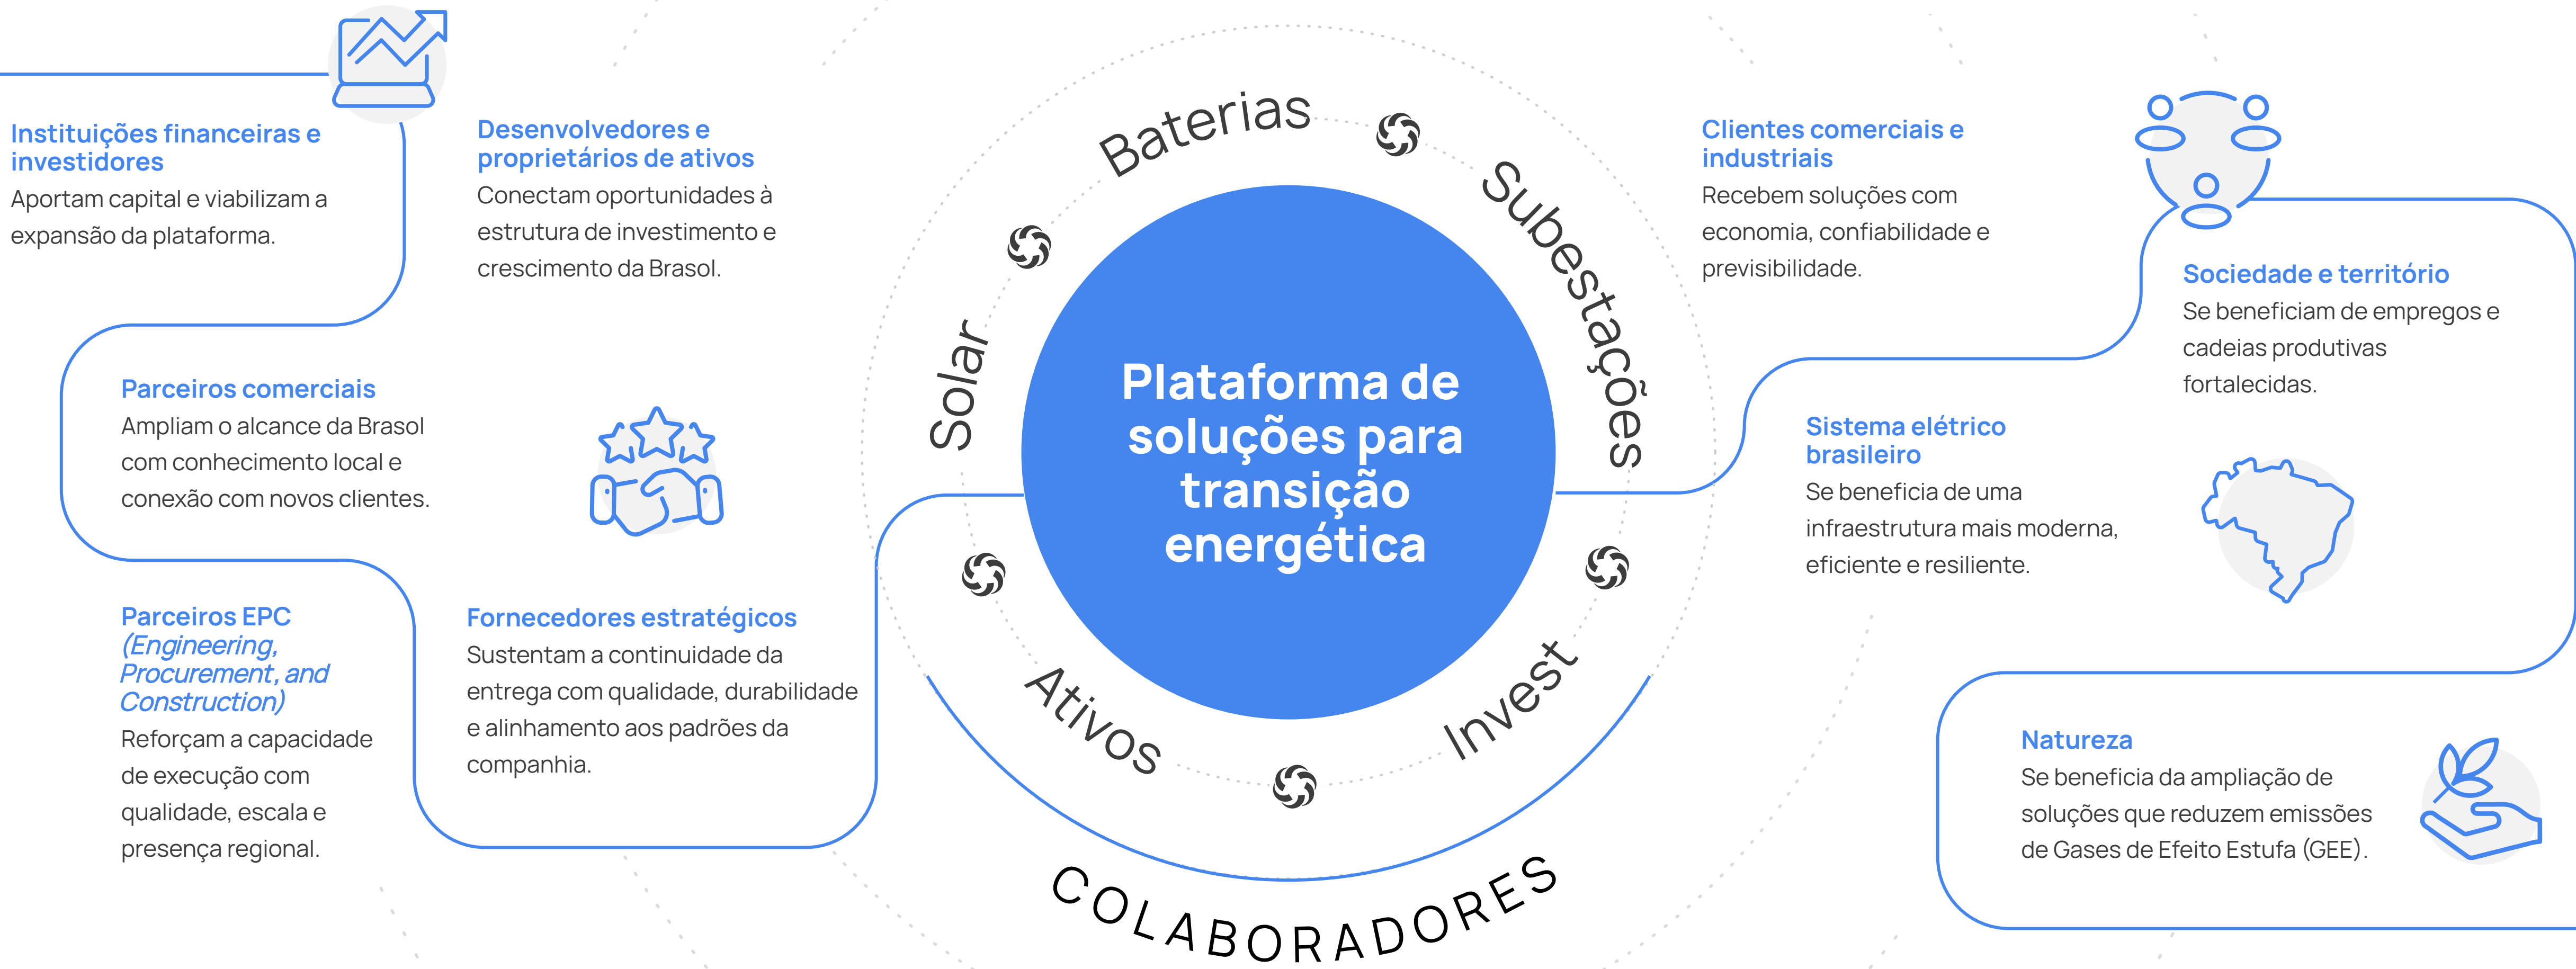 Instituições financeiras e
investidores
Aportam capital e viabilizam a
expansão da plataforma.
Desenvolvedores e
proprietários de ativos
Conectam oportunidades à
estrutura de investimento e
crescimento da Brasol.
Parceiros comerciais
Ampliam o alcance da Brasol
com conhecimento local e
conexão com novos clientes.
Parceiros EPC
(Engineering,
Procurement, and
Construction)
Reforçam a capacidade
de execução com
qualidade, escala e
presença regional.
Fornecedores estratégicos
Sustentam a continuidade da
entrega com qualidade, durabilidade
e alinhamento aos padrões da
companhia.
Solar
Baterias
Subestações
Invest
Ativos
Plataforma de
soluções para
transição
energética
COLABORADORES
Clientes comerciais e
industriais
Recebem soluções com
economia, confiabilidade e
previsibilidade.
Sociedade e território
Se beneficiam de empregos e
cadeias produtivas
fortalecidas.
Sistema elétrico
brasileiro
Se beneficia de uma
infraestrutura mais moderna,
eficiente e resiliente.
Natureza
Se beneficia da ampliação de
soluções que reduzem emissões
de Gases de Efeito Estufa (GEE).